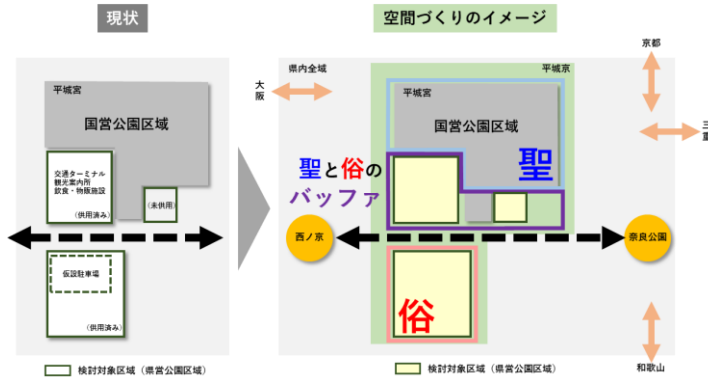 現状
平城宮
国営公園区域
交通ターミナル
観光案内所
飲食・物販施設
(供用済み)
(未供用)
仮設駐車場
(供用済み)
検討対象区域（県営公園区域）
空間づくりのイメージ
京都
県内全域
大阪
平城京
平城宮
国営公園区域
三重
聖
聖と俗の
バッファ
西ノ京
奈良公園
俗
和歌山
検討対象区域（県営公園区域）